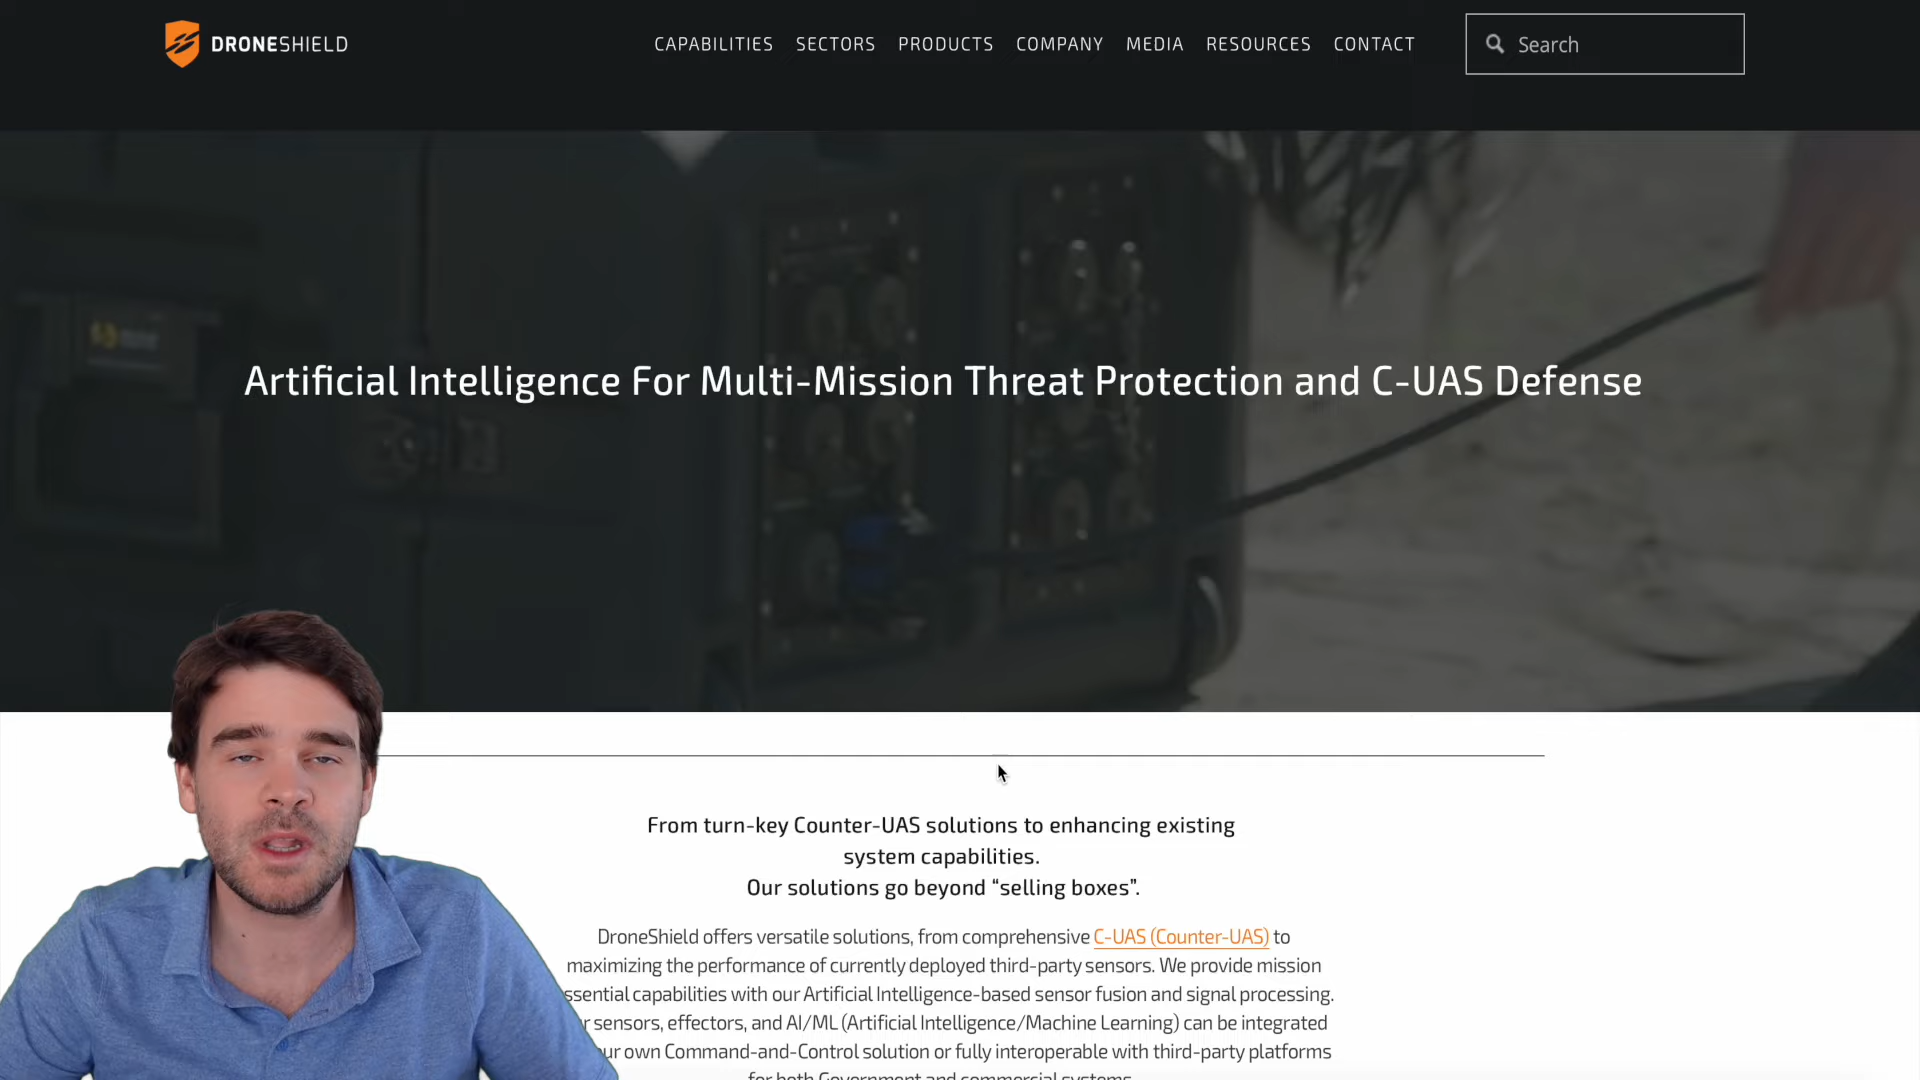 DRONESHIELD
CAPABILITIES SECTORS PRODUCTS COMPANY MEDIA RESOURCES CONTACT
Search
Artificial Intelligence For Multi-Mission Threat Protection and C-UAS Defense
From turn-key Counter-UAS solutions to enhancing existing
system capabilities.
Our solutions go beyond “selling boxes”.
DroneShield offers versatile solutions, from comprehensive C-UAS (Counter-UAS) to
maximizing the performance of currently deployed third-party sensors. We provide mission
ssential capabilities with our Artificial Intelligence-based sensor fusion and signal processing.
r sensors, effectors, and AI/ML (Artificial Intelligence/Machine Learning) can be integrated
ur own Command-and-Control solution or fully interoperable with third-party platforms
for both Government and commercial systems.